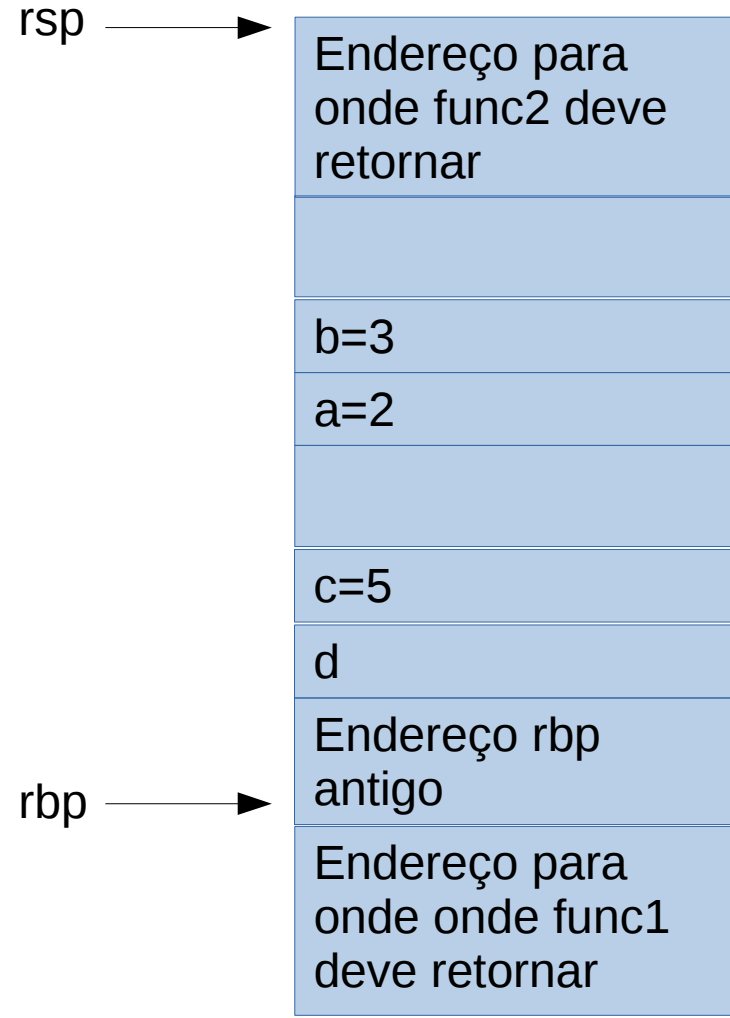 rsp
Endereço para
onde func2 deve
retornar
b=3
a=2
c=5
d
Endereço rbp
antigo
rbp
Endereço para
onde onde func1
deve retornar